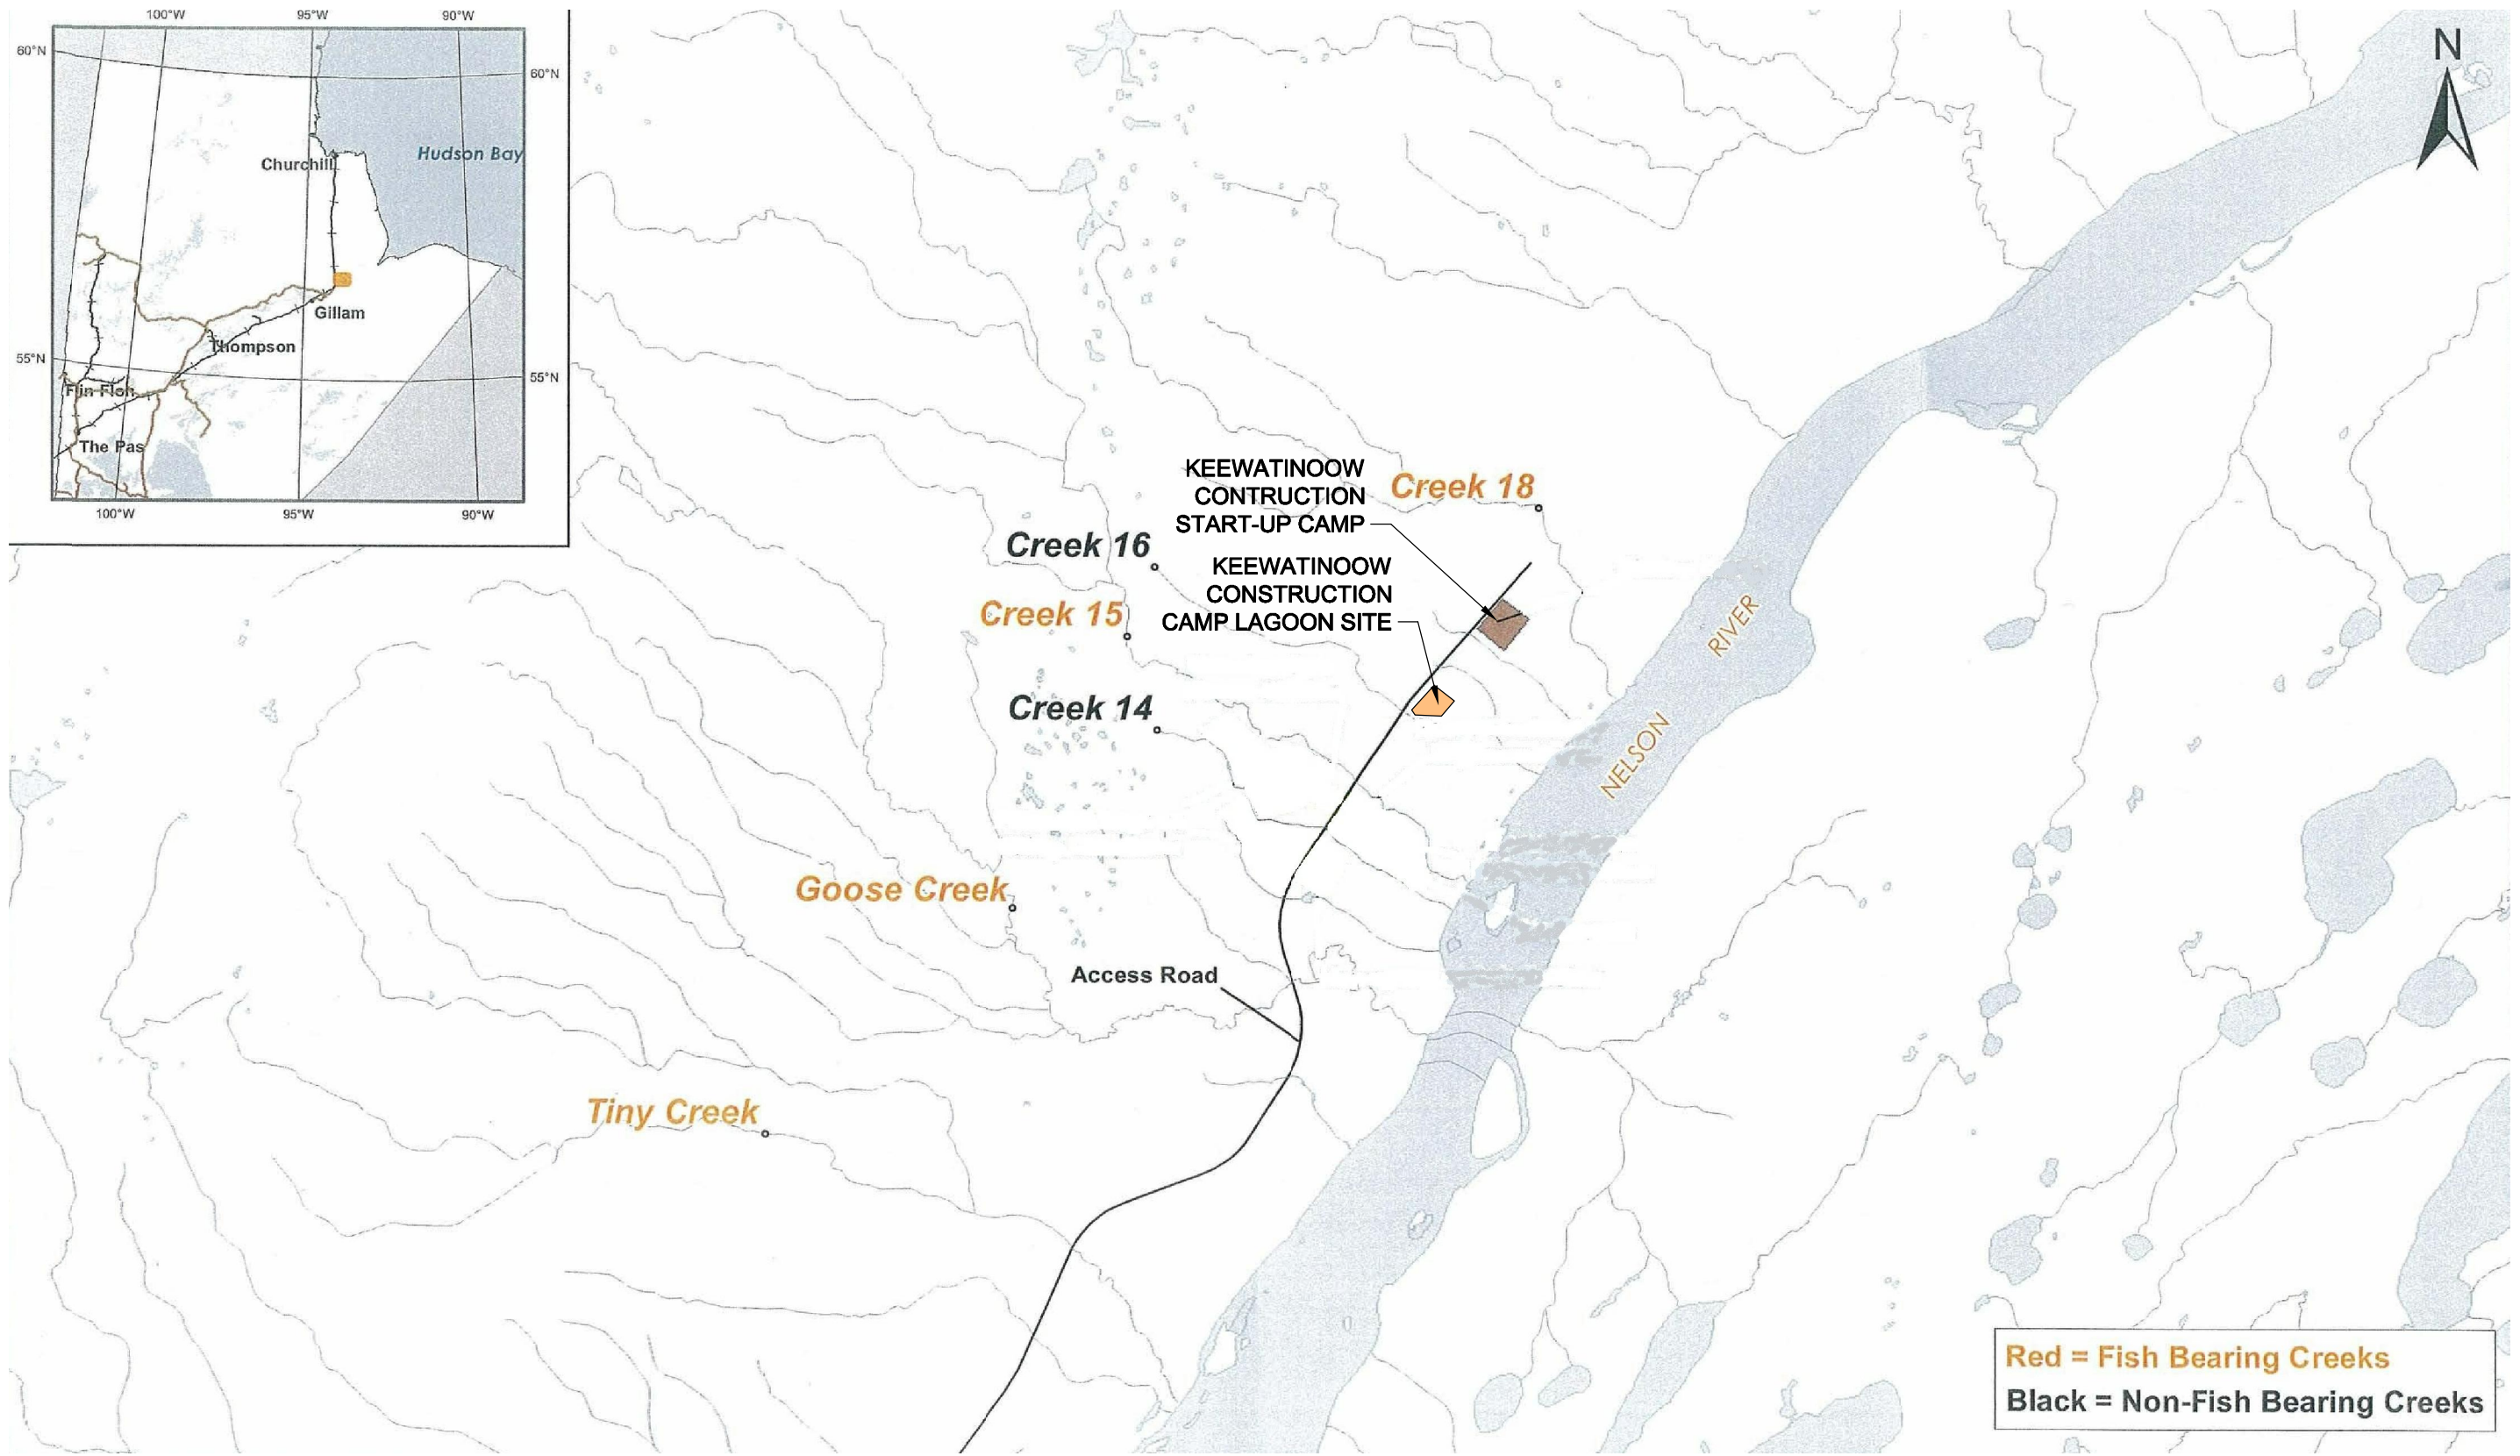 100°W
95°W
90°W
60°N
60°N
Churchill
Hudson Bay
Gillam
Thompson
55°N
55°N
Flin Flon
The Pas
100°W
95°W
90°W
N
KEEWATINOOW
CONTRUCTION
START-UP CAMP
Creek 18
Creek 16
KEEWATINOOW
CONSTRUCTION
CAMP LAGOON SITE
Creek 15
Creek 14
NELSON RIVER
Goose Creek
Access Road
Tiny Creek
Red = Fish Bearing Creeks
Black = Non-Fish Bearing Creeks